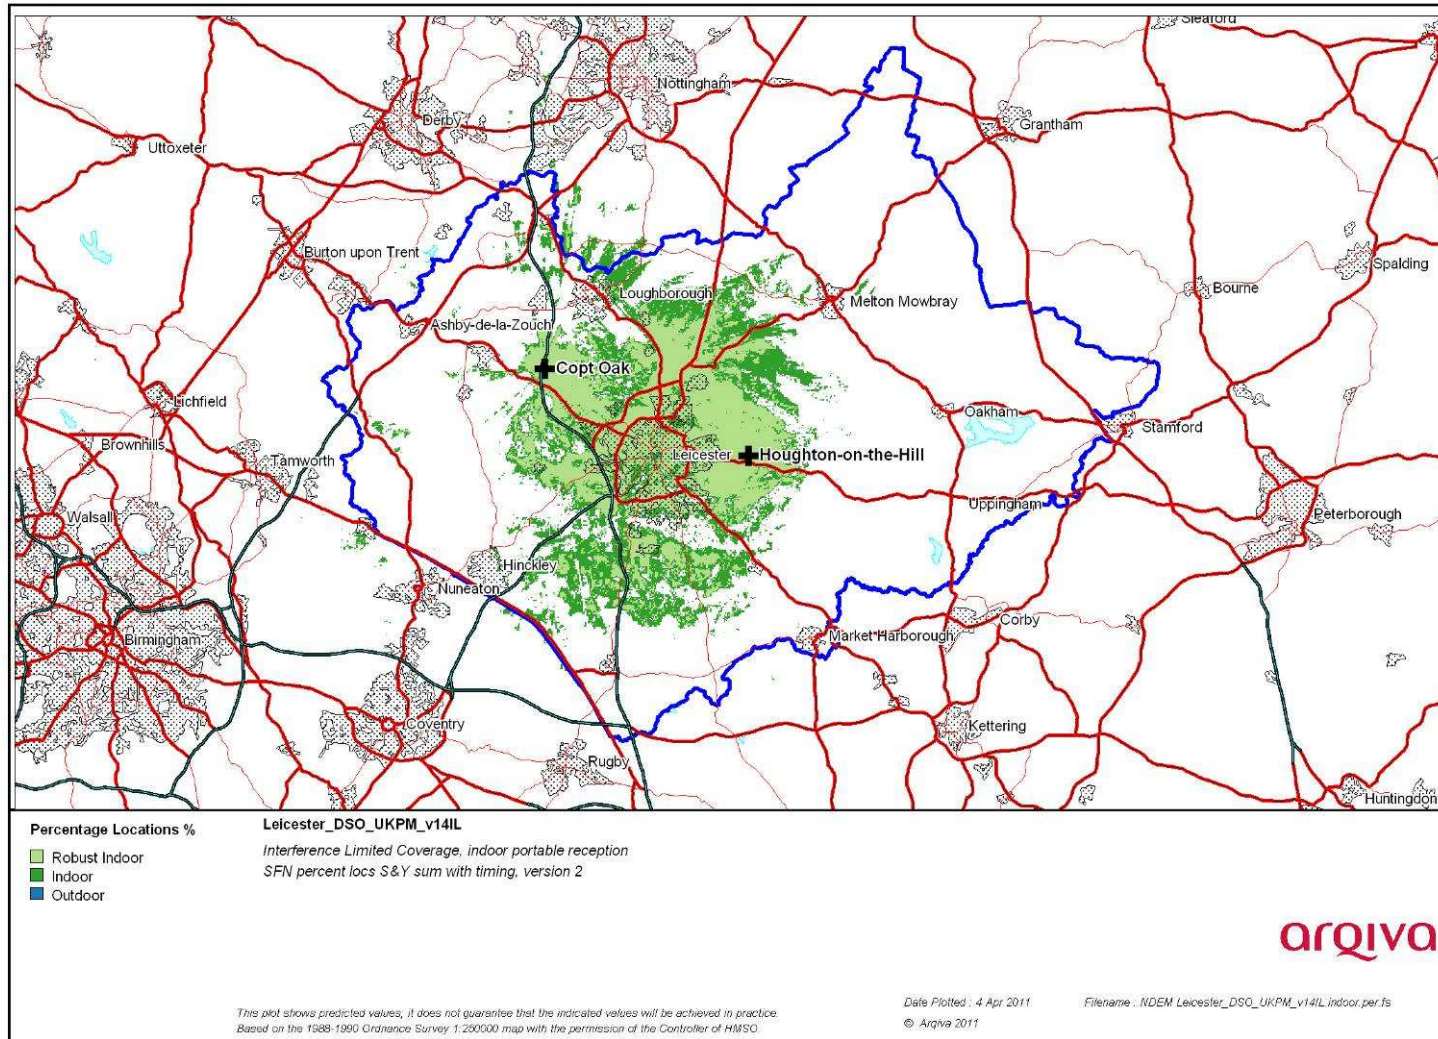 Sleaford
Nottingham
Derby
Grantham
Uttoxeter
Burton upon Trent
Spalding
Loughborough
Melton Mowbray
Bourne
Ashby-de-la-Zouch
Copt Oak
Lichfield
Oakham
Stamford
Brownhills
Tamworth
Leicester
Houghton-on-the-Hill
Uppingham
Walsall
Peterborough
Hinckley
Nuneaton
Corby
Birmingham
Market Harborough
Coventry
Kettering
Rugby
Huntingdon
Percentage Locations %
Robust Indoor
Indoor
Outdoor
Leicester_DSO_UKPM_v14IL
Interference Limited Coverage, indoor portable reception
SFN percent locs S&Y sum with timing, version 2
arqiva
This plot shows predicted values; it does not guarantee that the indicated values will be achieved in practice.
Based on the 1988-1990 Ordnance Survey 1:250000 map with the permission of the Controller of HMSO
Date Plotted : 4 Apr 2011
© Arqiva 2011
Filename : NDEM Leicester_DSO_UKPM_v14IL.indoor.per.fs